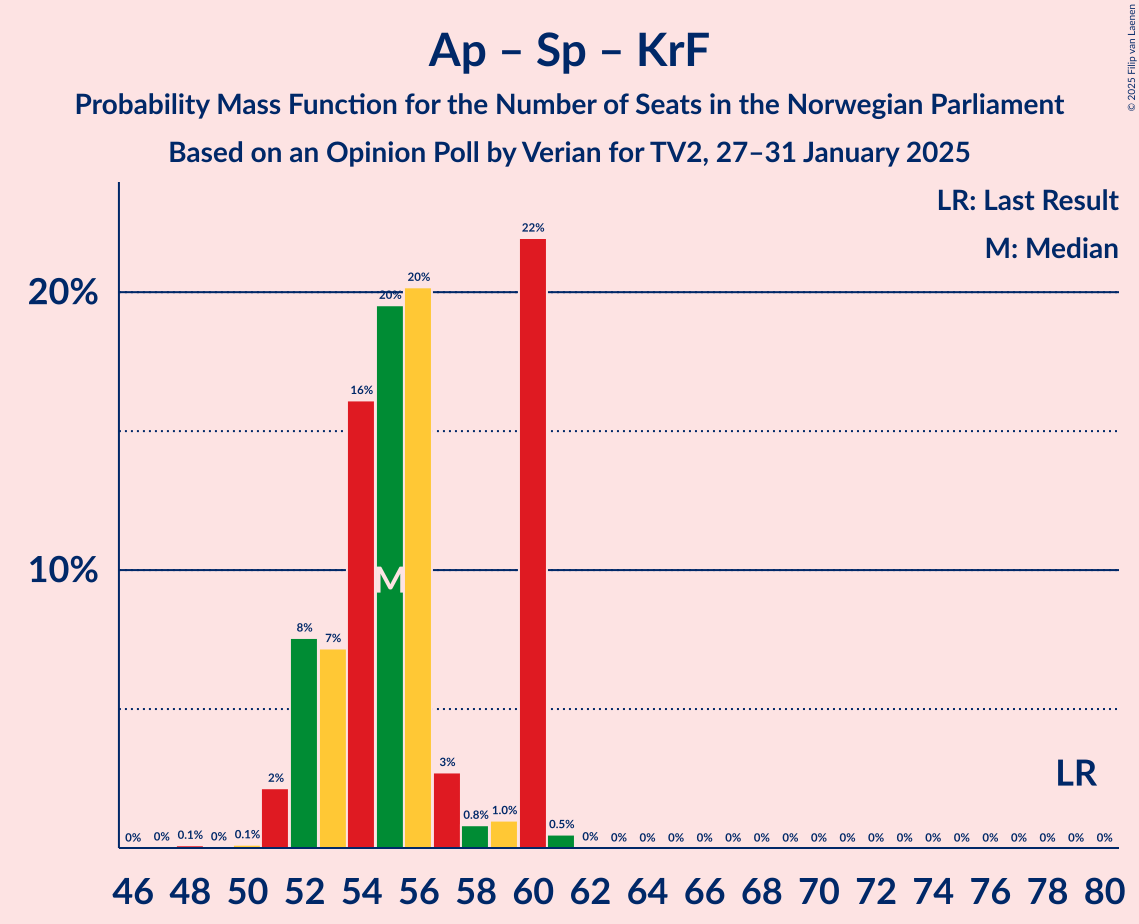 Ap – Sp – KrF
Probability Mass Function for the Number of Seats in the Norwegian Parliament
Based on an Opinion Poll by Verian for TV2, 27–31 January 2025
© 2025 Filip van Laenen
LR: Last Result
M: Median
22%
20%
20%
20%
16%
M
10%
8%
7%
3%
LR
2%
0.8%
1.0%
0.5%
0% 0% 0.1% 0% 0.1%
0% 0% 0% 0% 0% 0% 0% 0% 0% 0% 0% 0% 0% 0% 0% 0% 0% 0% 0%
46 48 50 52 54 56 58 60 62 64 66 68 70 72 74 76 78 80